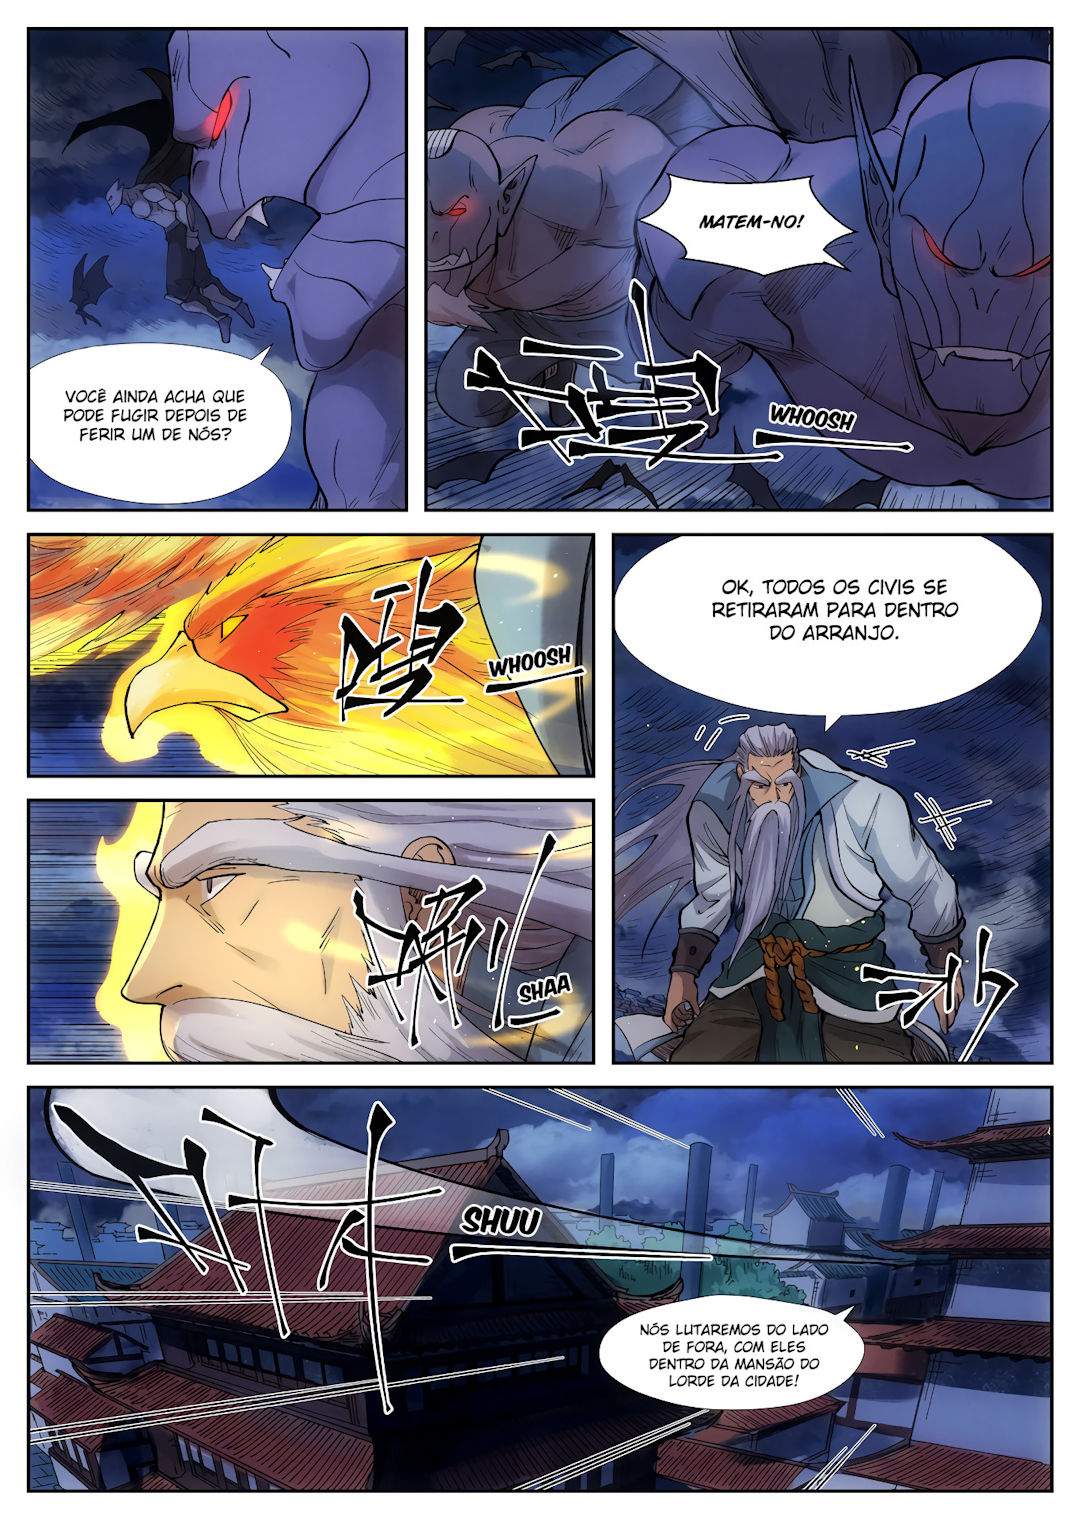 VOCÊ AINDA ACHA QUE
PODE FUGIR DEPOIS DE
FERIR UM DE NÓS?
MATEM-NO!
WHOOSH
WHOOSH
OK, TODOS OS CIVIS SE
RETIRARAM PARA DENTRO
DO ARRANJO.
SHAA
SHUU
NÓS LUTAREMOS DO LADO
DE FORA, COM ELES
DENTRO DA MANSÃO DO
LORDE DA CIDADE!